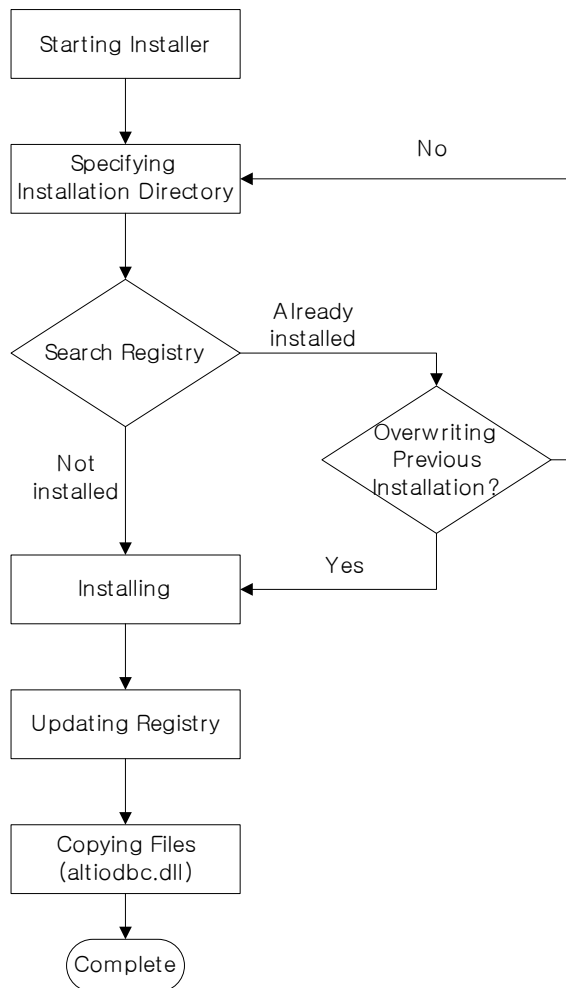 Starting Installer
Specifying
Installation Directory
No
Search Registry
Already
installed
Overwriting
Previous
Installation?
Not
installed
Yes
Installing
Updating Registry
Copying Files
(altiodbc.dll)
Complete